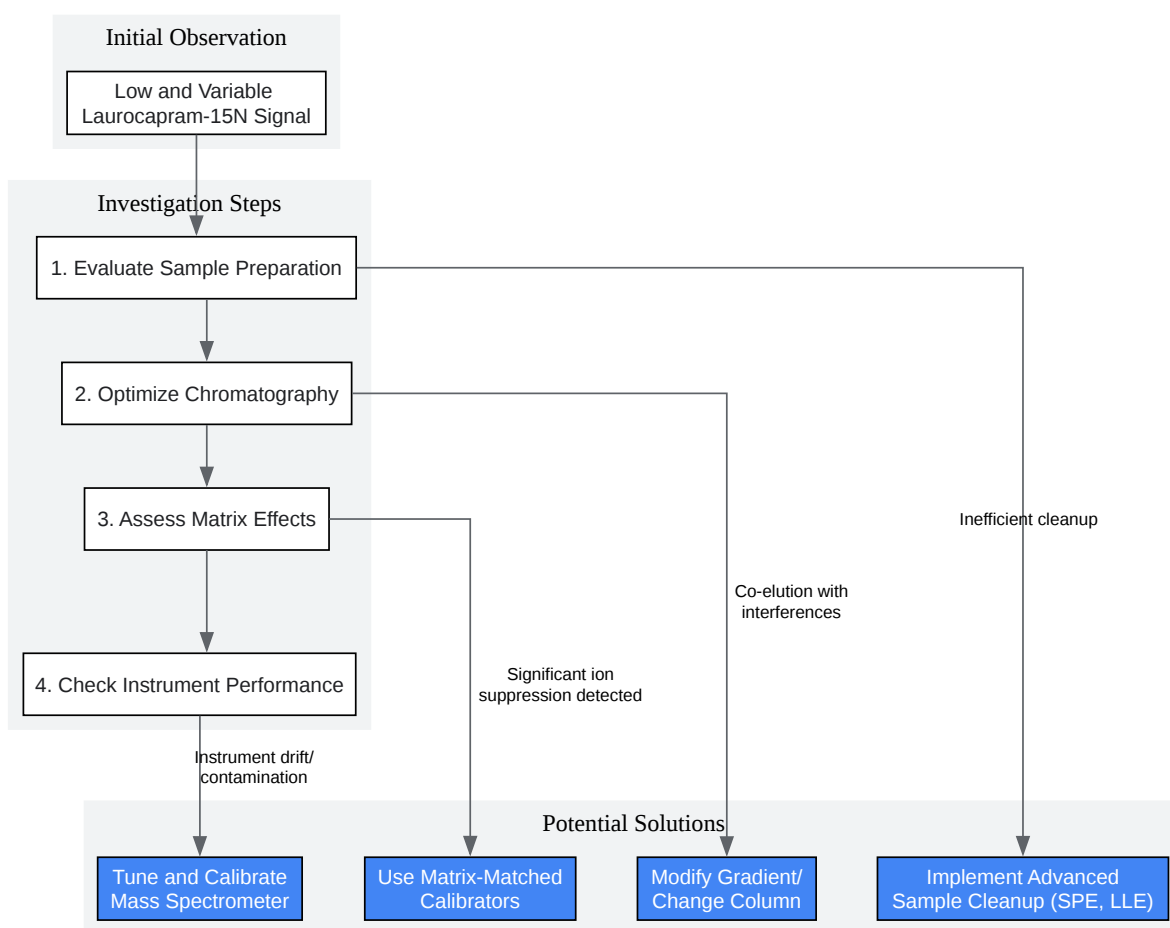 Initial Observation
Low and Variable
Laurocapram-15N Signal
Investigation Steps
1. Evaluate Sample Preparation
2. Optimize Chromatography
3. Assess Matrix Effects
Inefficient cleanup
Co-elution with
interferences
4. Check Instrument Performance
Significant ion
suppression detected
Instrument drift/
contamination
Potential Solutions
Tune and Calibrate
Mass Spectrometer
Use Matrix-Matched
Calibrators
Modify Gradient/
Change Column
Implement Advanced
Sample Cleanup (SPE, LLE)